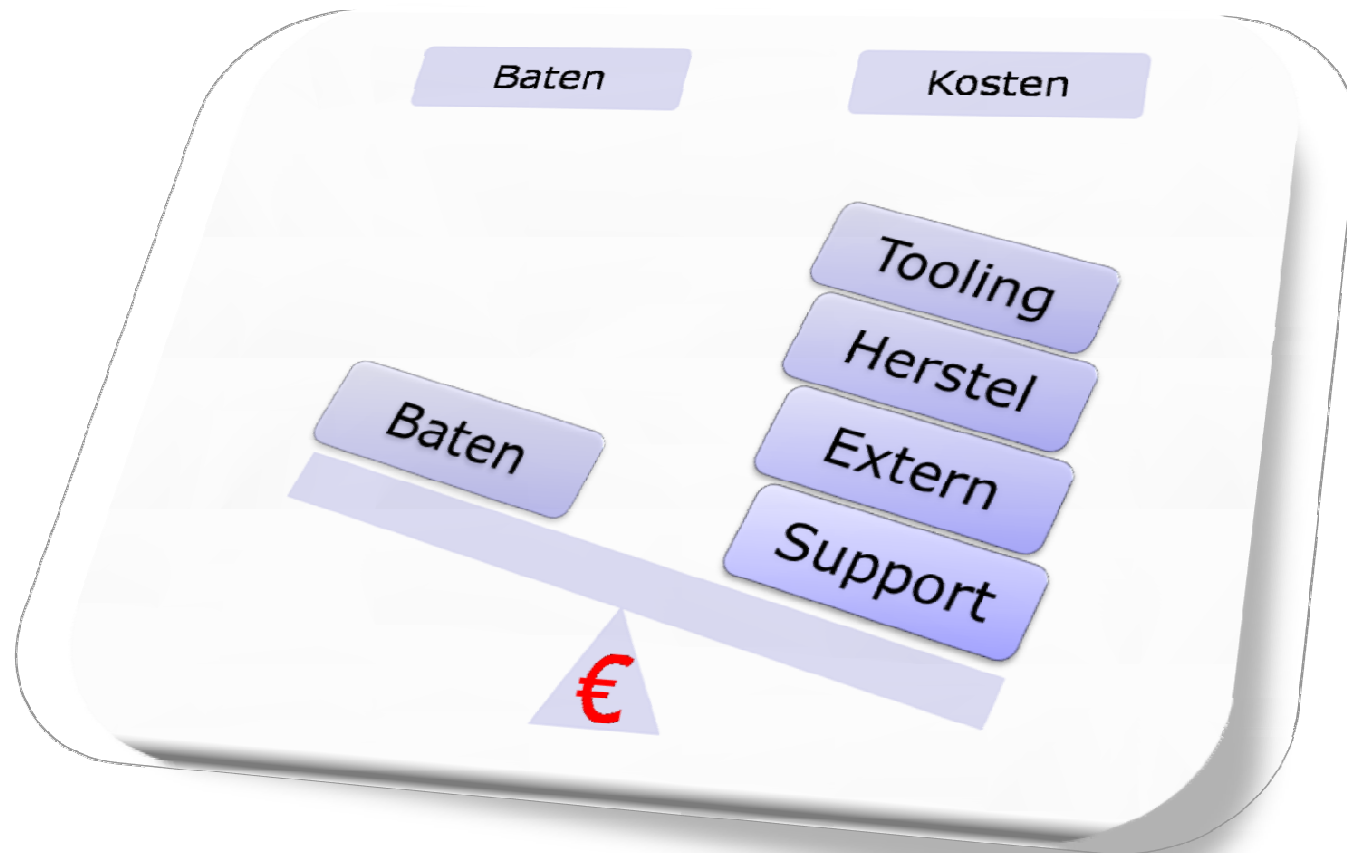 Baten
Kosten
Tooling
Herstel
Extern
Support
Baten
€